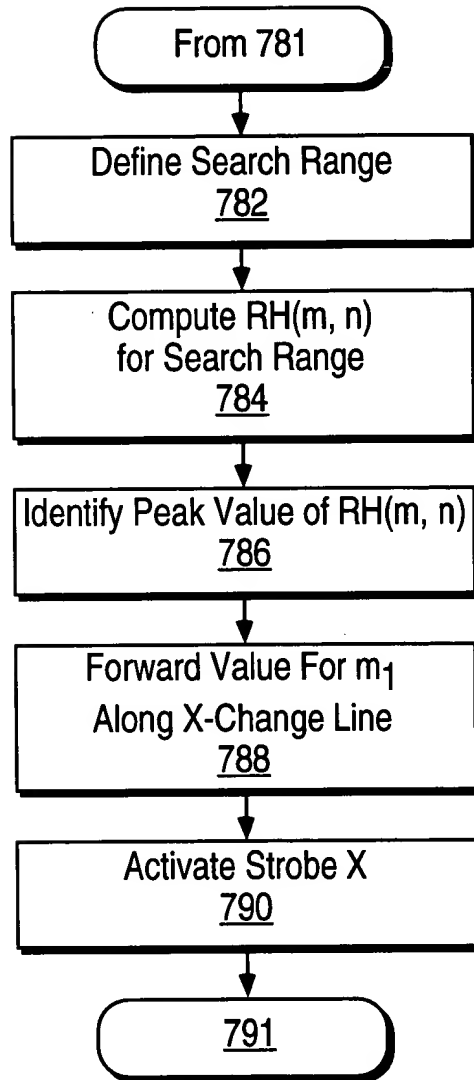 From 781
Define Search Range
782
Compute RH(m, n)
for Search Range
784
Identify Peak Value of RH(m, n)
786
Forward Value For m₁
Along X-Change Line
788
Activate Strobe X
790
791